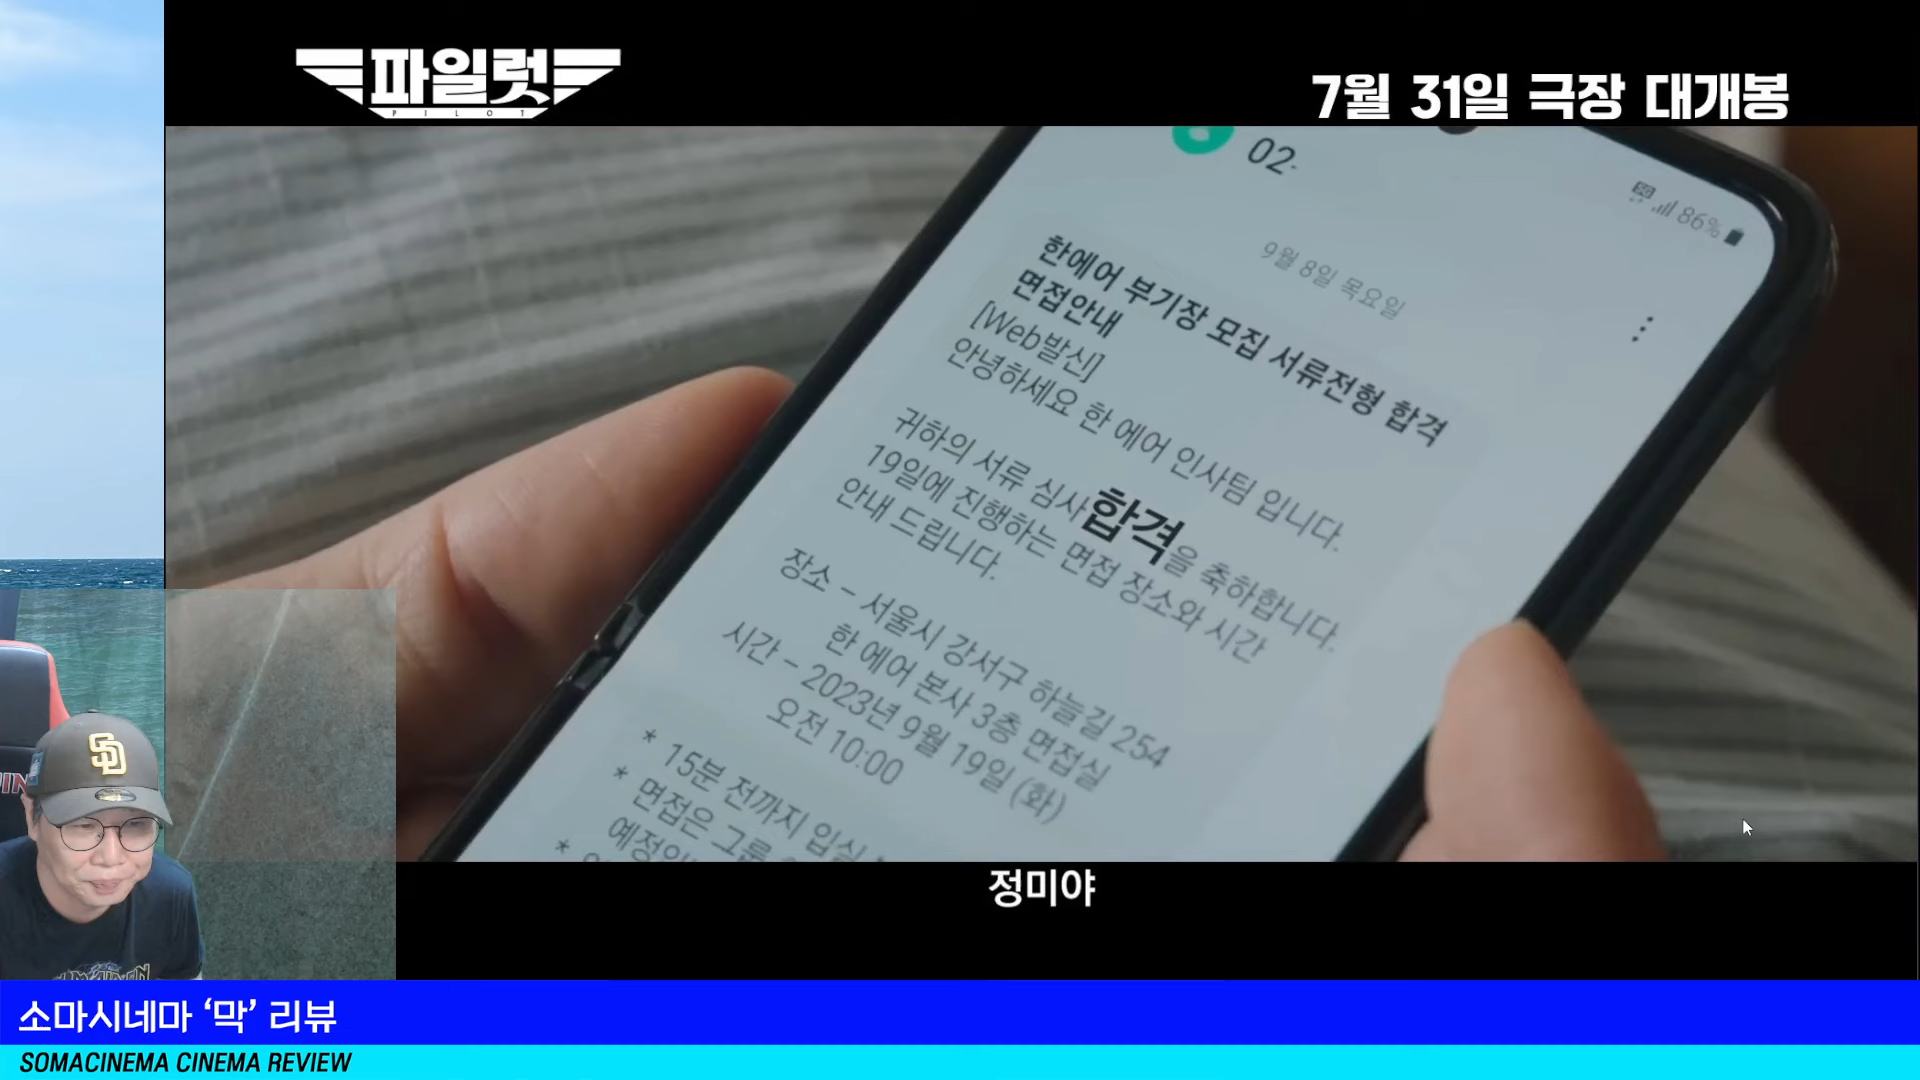 파일럿
PILOT
7월 31일 극장 대개봉
02-
86%
9월 8일 목요일
한에어 부기장 모집 서류전형 합격
면접안내
[Web발신]
안녕하세요 한 에어 인사팀 입니다.
귀하의 서류 심사 합격을 축하합니다.
19일에 진행하는 면접 장소와 시간
안내 드립니다.
장소 - 서울시 강서구 하늘길 254
한 에어 본사 3층 면접실
시간 - 2023년 9월 19일 (화)
오전 10:00
* 15분 전까지 입실
* 면접은 그룹
SD
정미야
소마시네마 ‘막’ 리뷰
SOMACINEMA CINEMA REVIEW